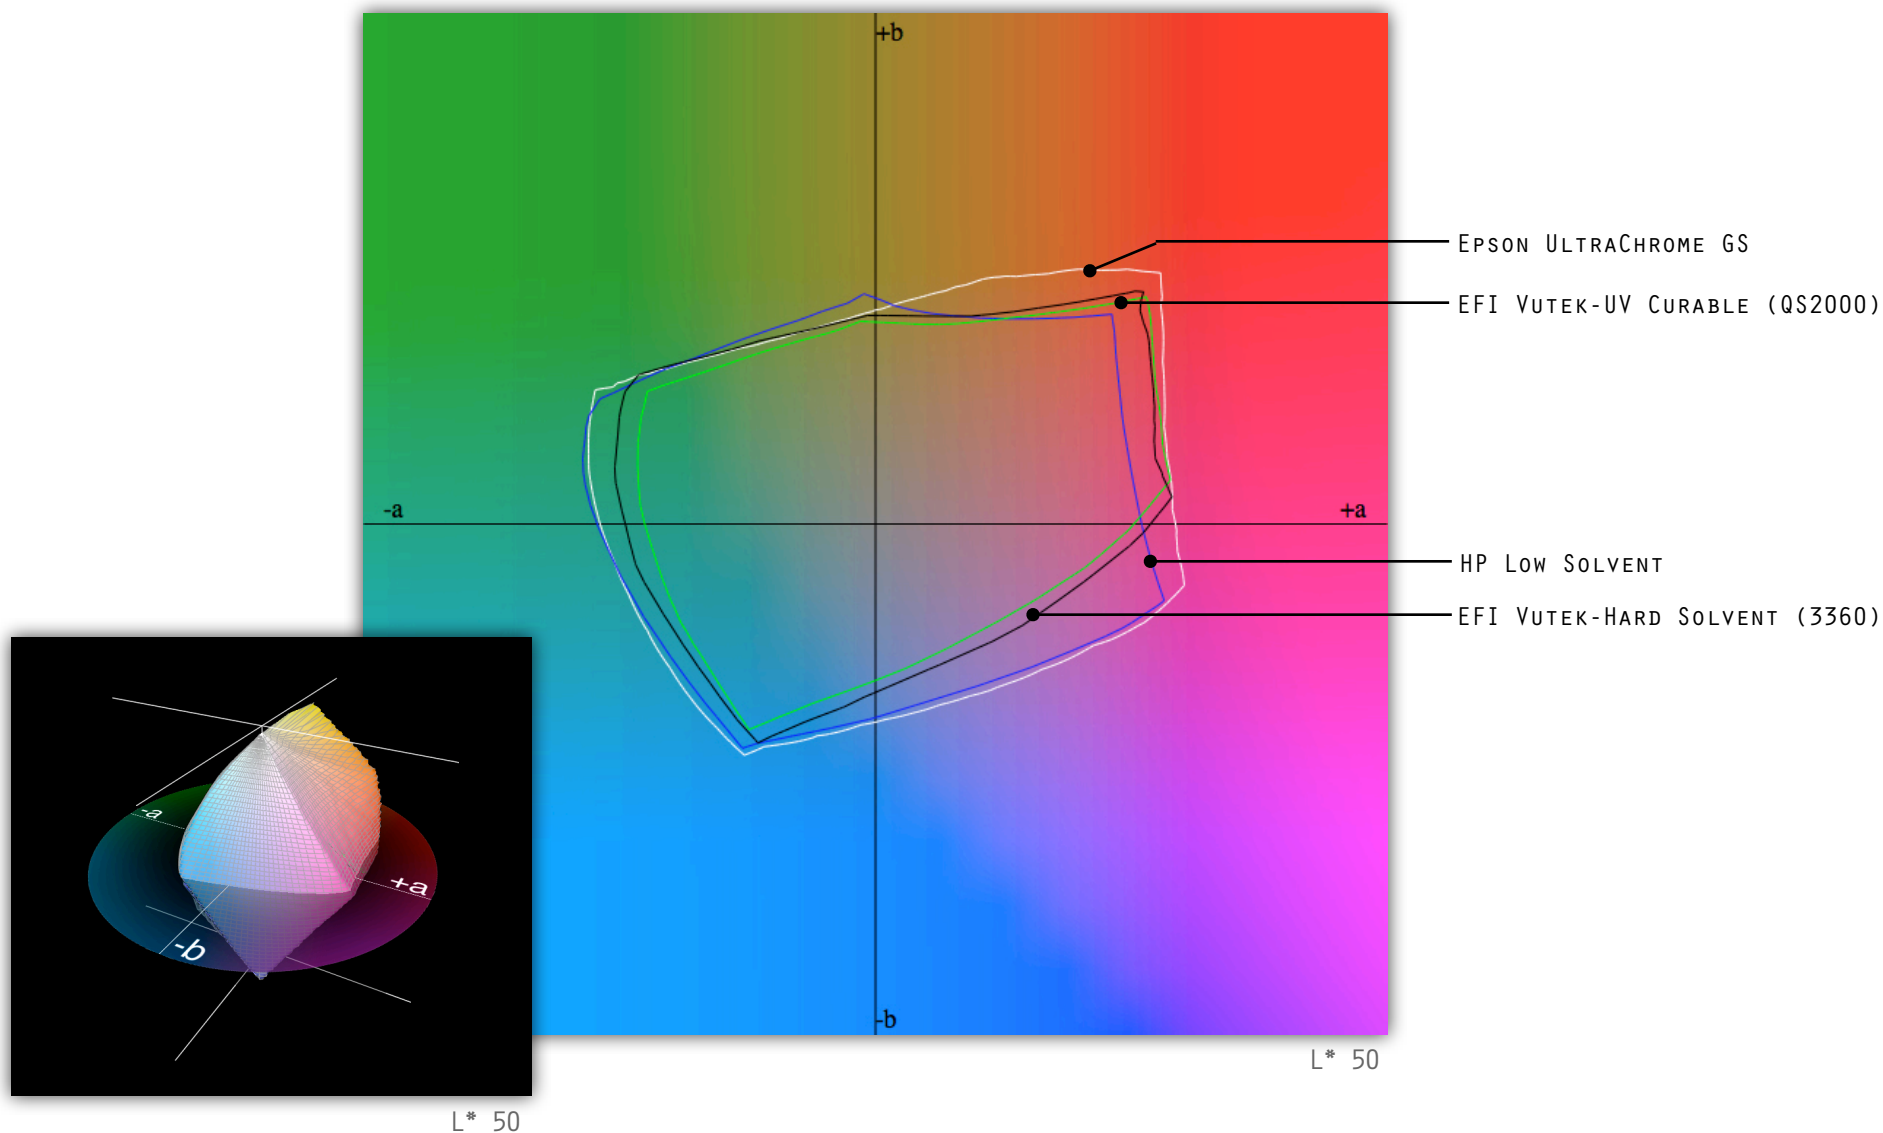 +b
Epson UltraChrome GS
EFI Vutek-UV Curable (QS2000)
-a
+a
HP Low Solvent
EFI Vutek-Hard Solvent (3360)
-a
+a
-b
-b
L* 50
L* 50